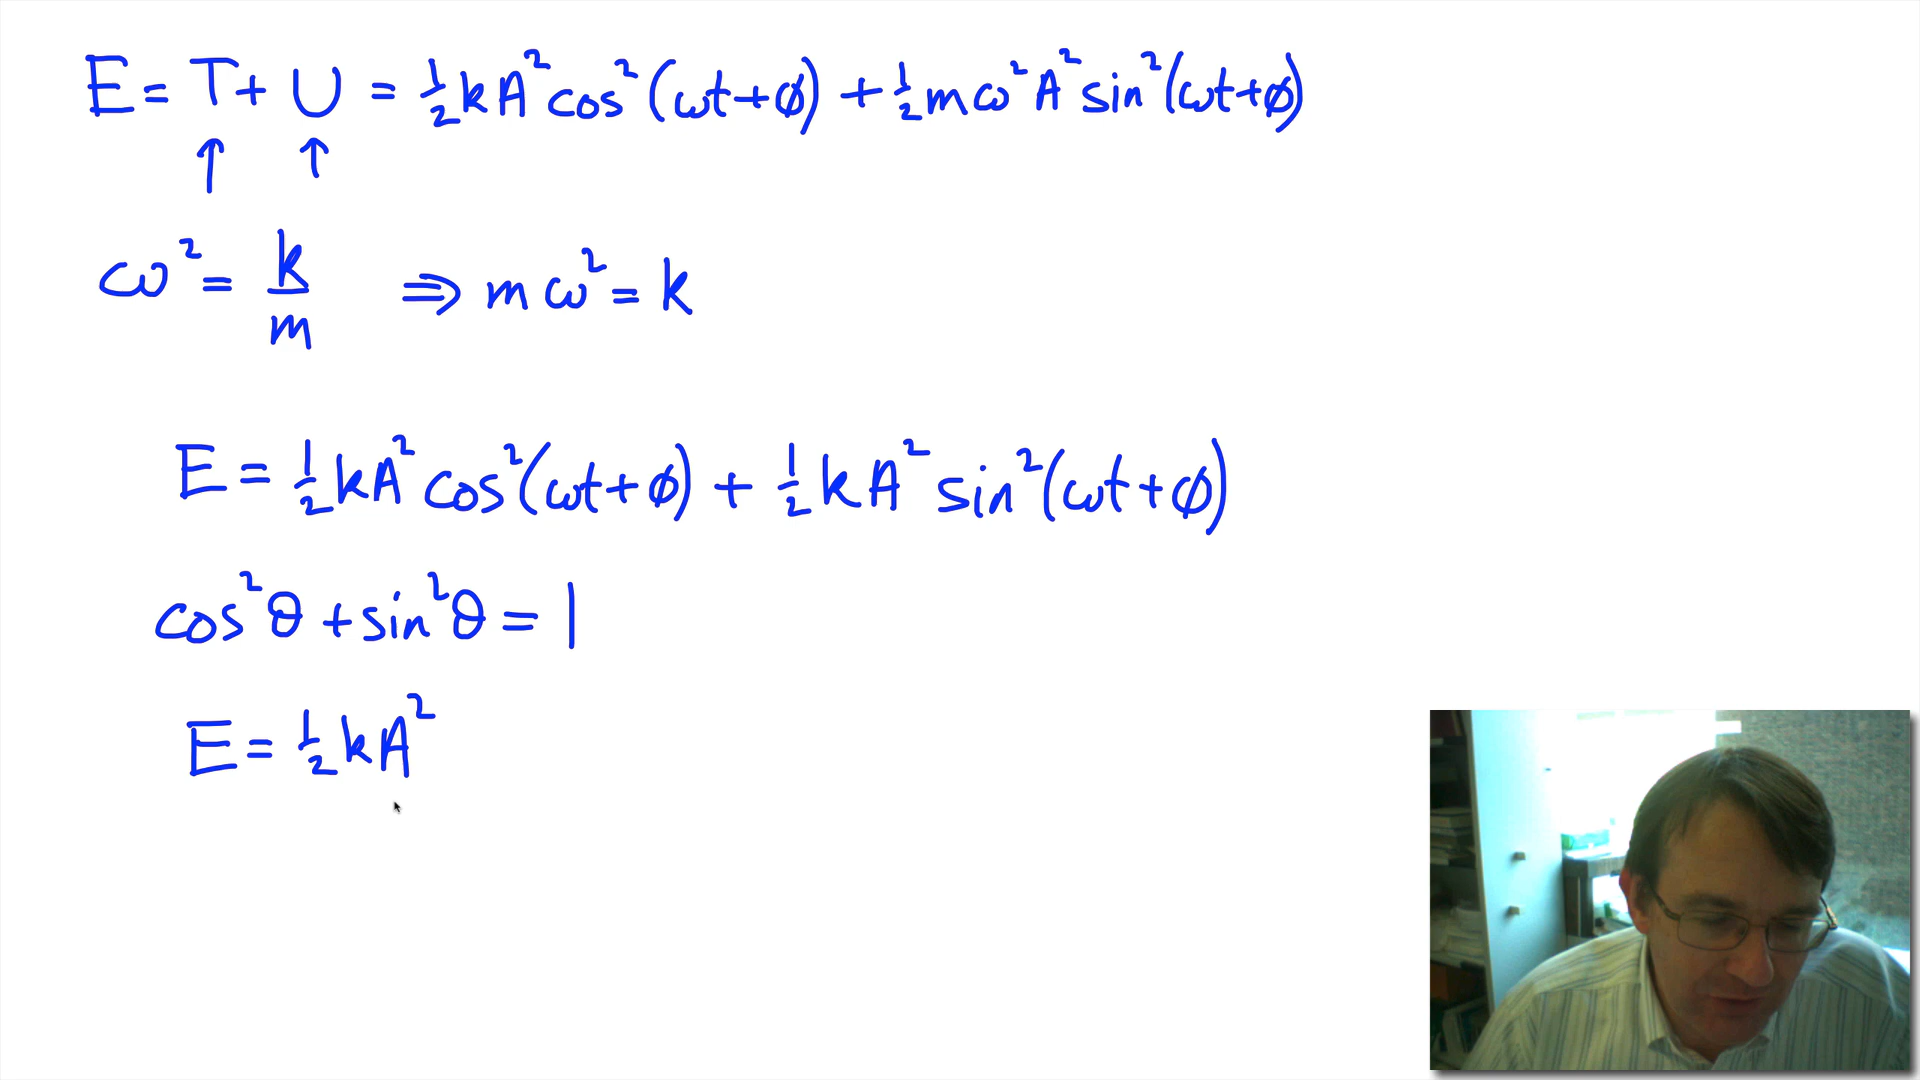 E = T + U = ½kA²cos²(ωt+ϕ) + ½mω²A²sin²(ωt+ϕ)
↑ ↑
ω² = k/m ⇒ mω² = k
E = ½kA²cos²(ωt+ϕ) + ½kA²sin²(ωt+ϕ)
cos²θ + sin²θ = 1
E = ½kA²